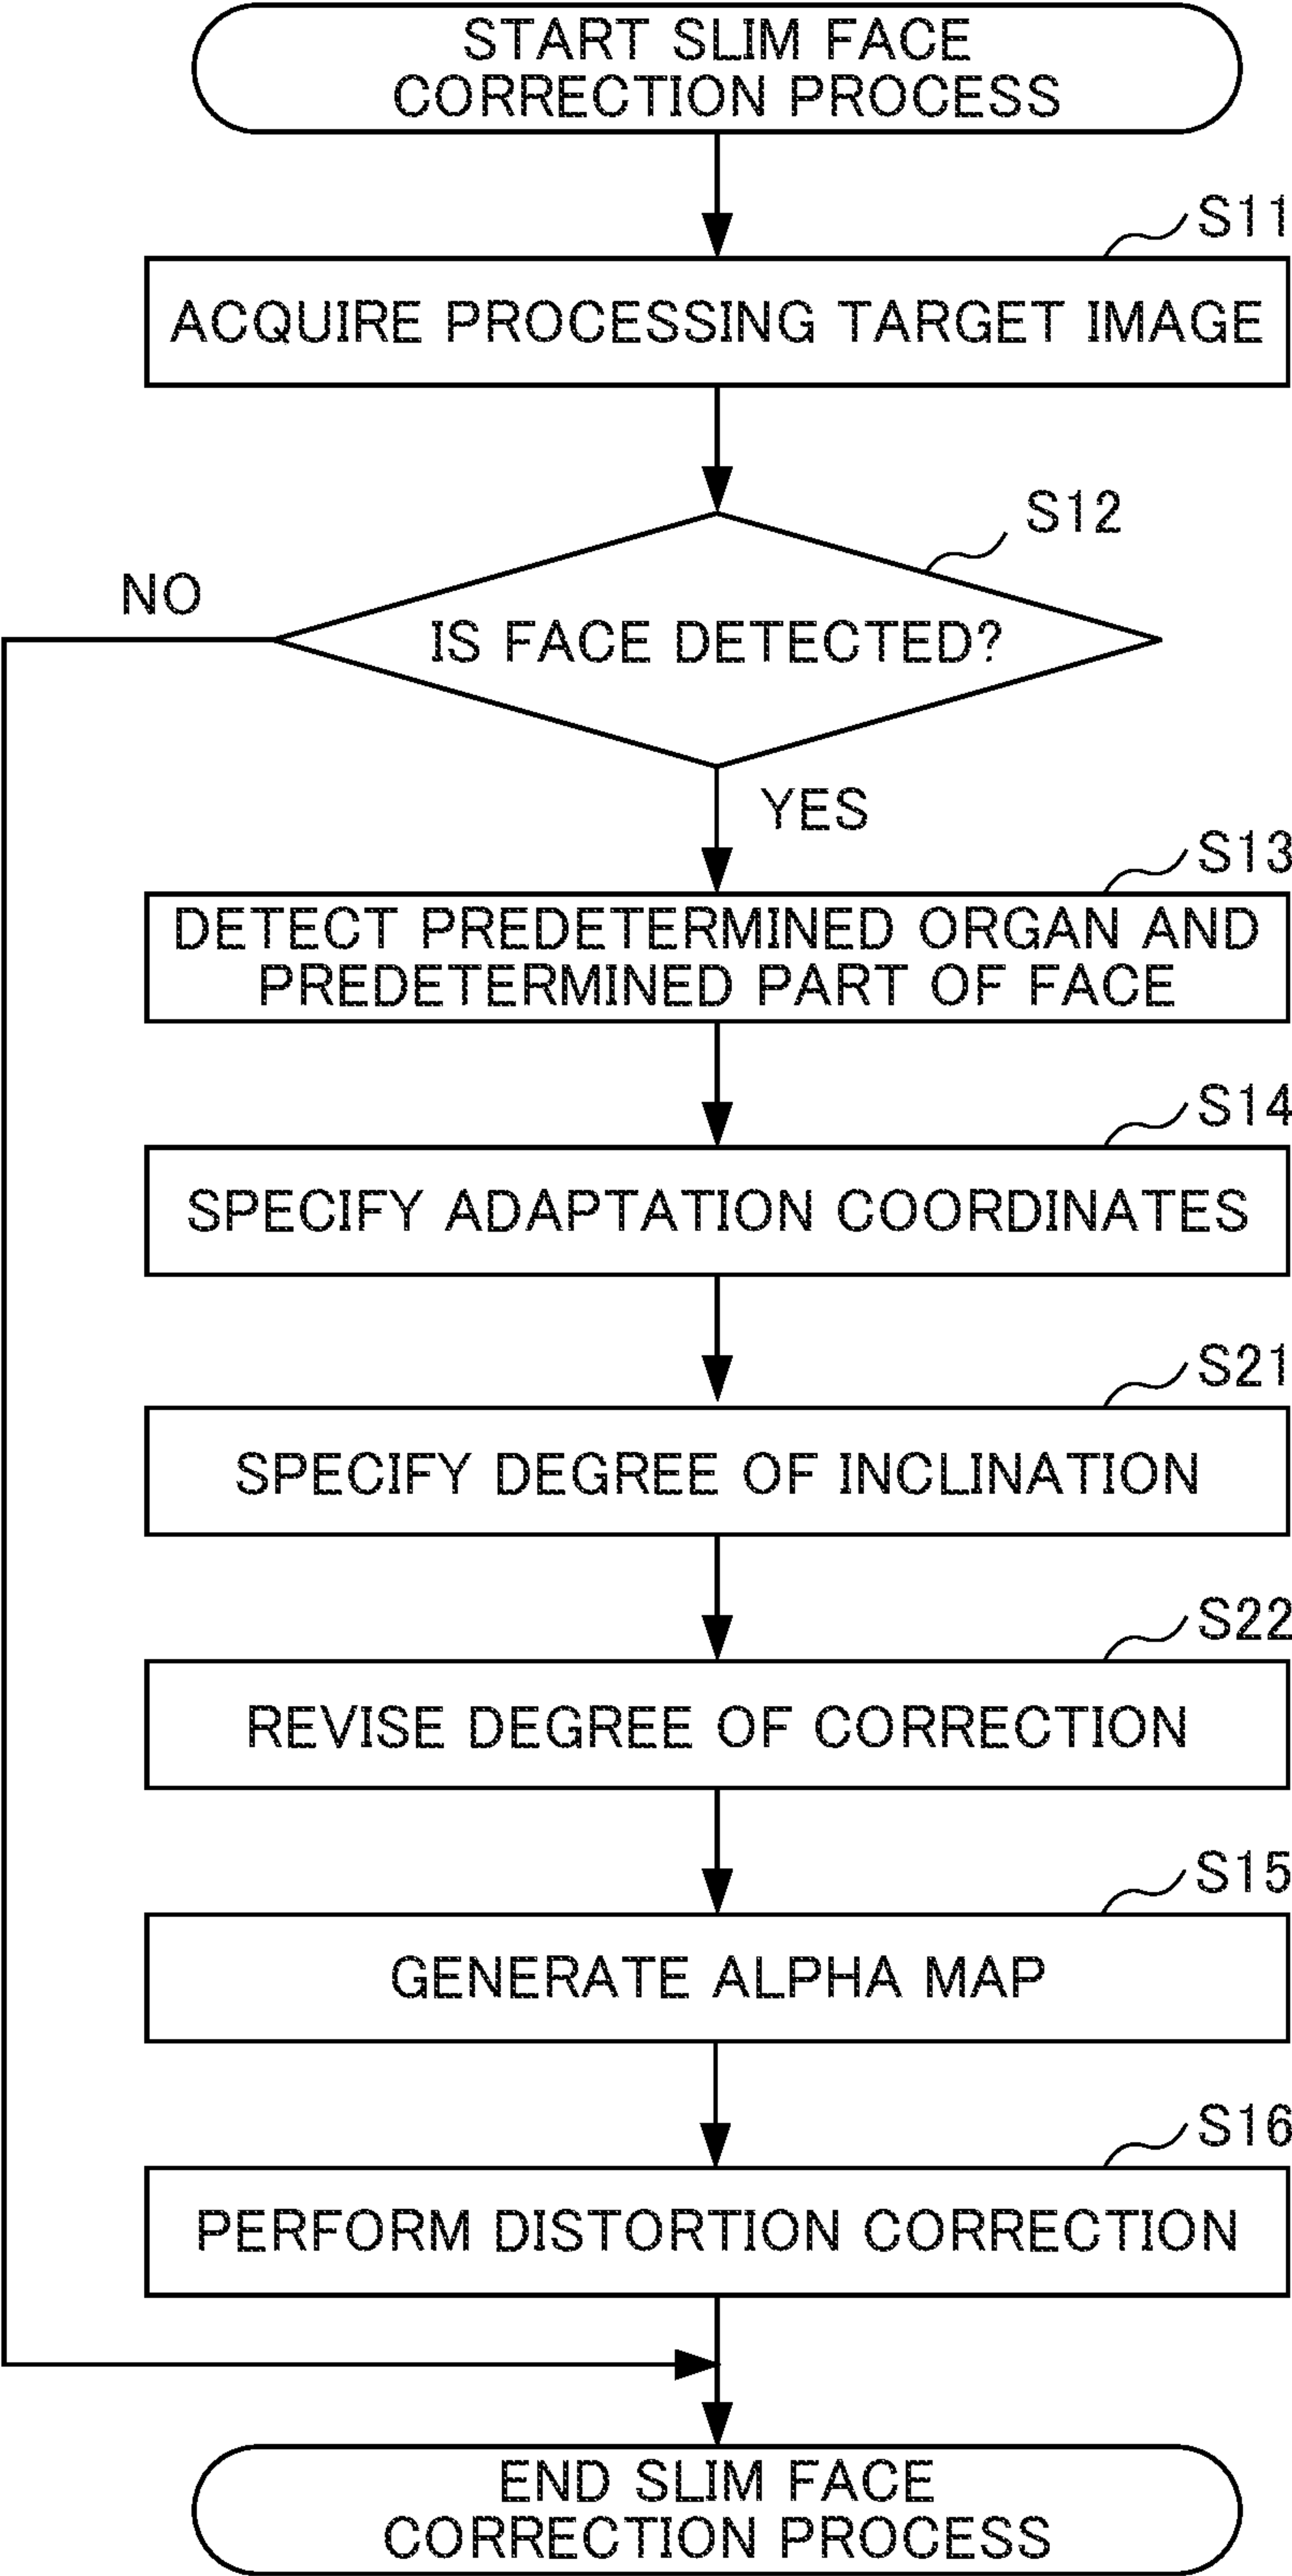 START SLIM FACE
CORRECTION PROCESS
S11
ACQUIRE PROCESSING TARGET IMAGE
S12
NO
IS FACE DETECTED?
YES
S13
DETECT PREDETERMINED ORGAN AND
PREDETERMINED PART OF FACE
S14
SPECIFY ADAPTATION COORDINATES
S21
SPECIFY DEGREE OF INCLINATION
S22
REVISE DEGREE OF CORRECTION
S15
GENERATE ALPHA MAP
S16
PERFORM DISTORTION CORRECTION
END SLIM FACE
CORRECTION PROCESS